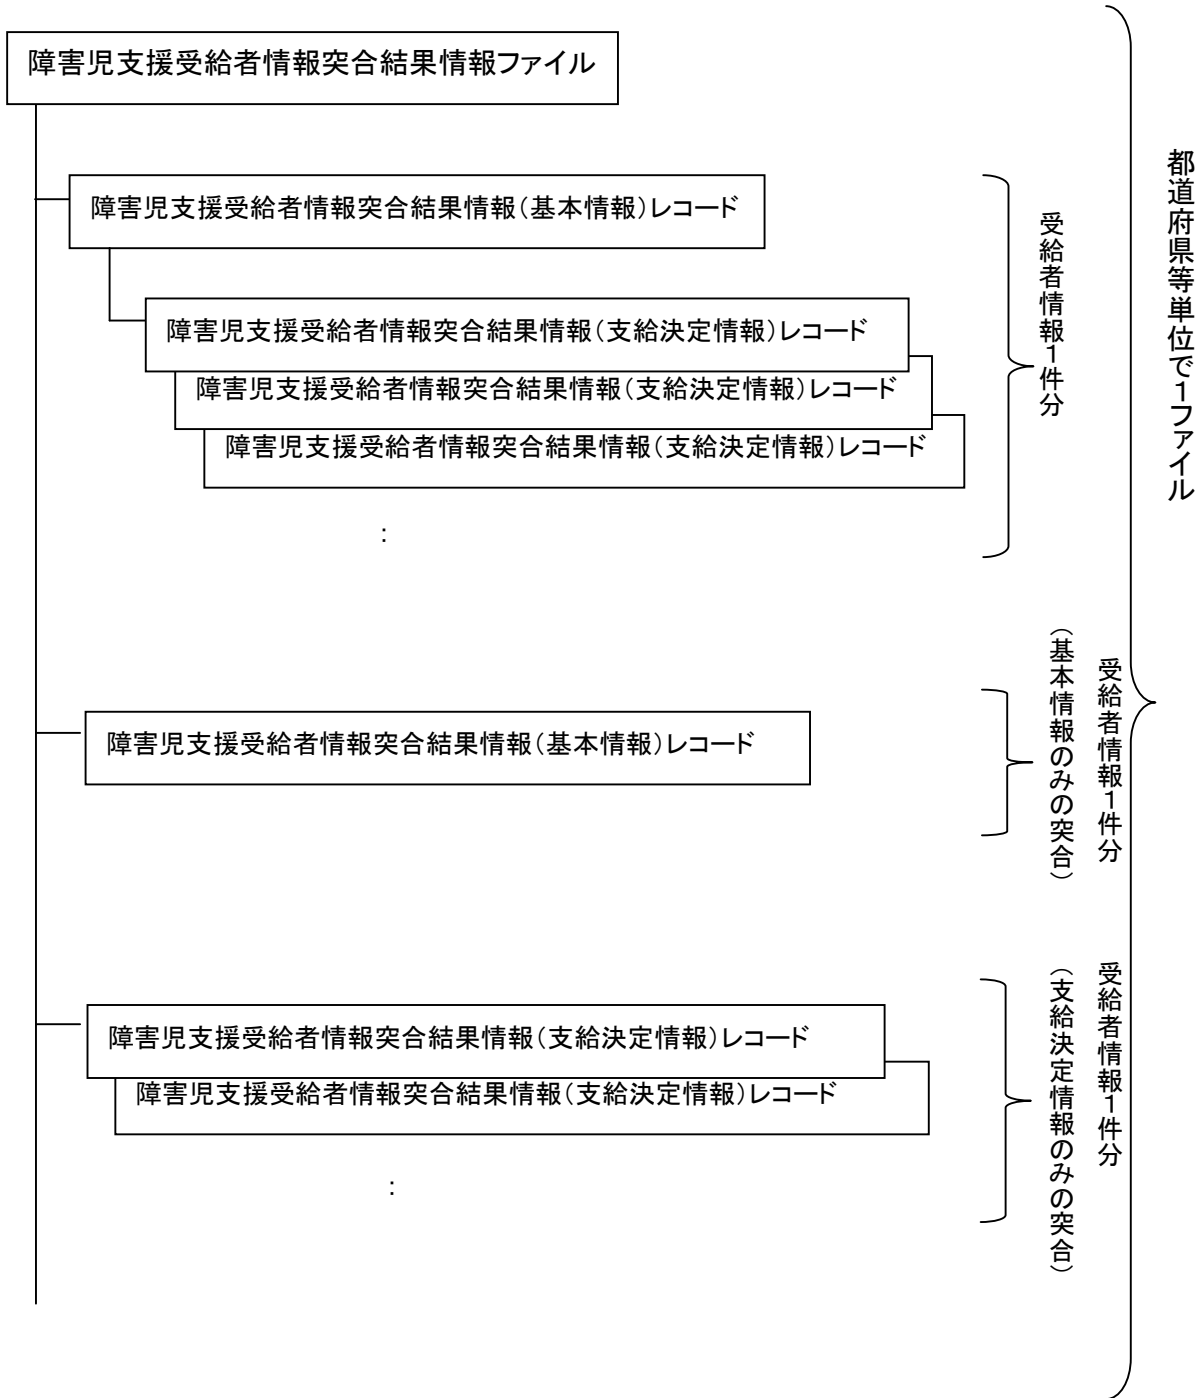 障害児支援受給者情報突合結果情報ファイル
障害児支援受給者情報突合結果情報(基本情報)レコード
障害児支援受給者情報突合結果情報(支給決定情報)レコード
障害児支援受給者情報突合結果情報(支給決定情報)レコード
障害児支援受給者情報突合結果情報(支給決定情報)レコード
:
受給者情報1件分
都道府県等単位で1ファイル
障害児支援受給者情報突合結果情報(基本情報)レコード
受給者情報1件分
(基本情報のみの突合)
障害児支援受給者情報突合結果情報(支給決定情報)レコード
障害児支援受給者情報突合結果情報(支給決定情報)レコード
:
受給者情報1件分
(支給決定情報のみの突合)